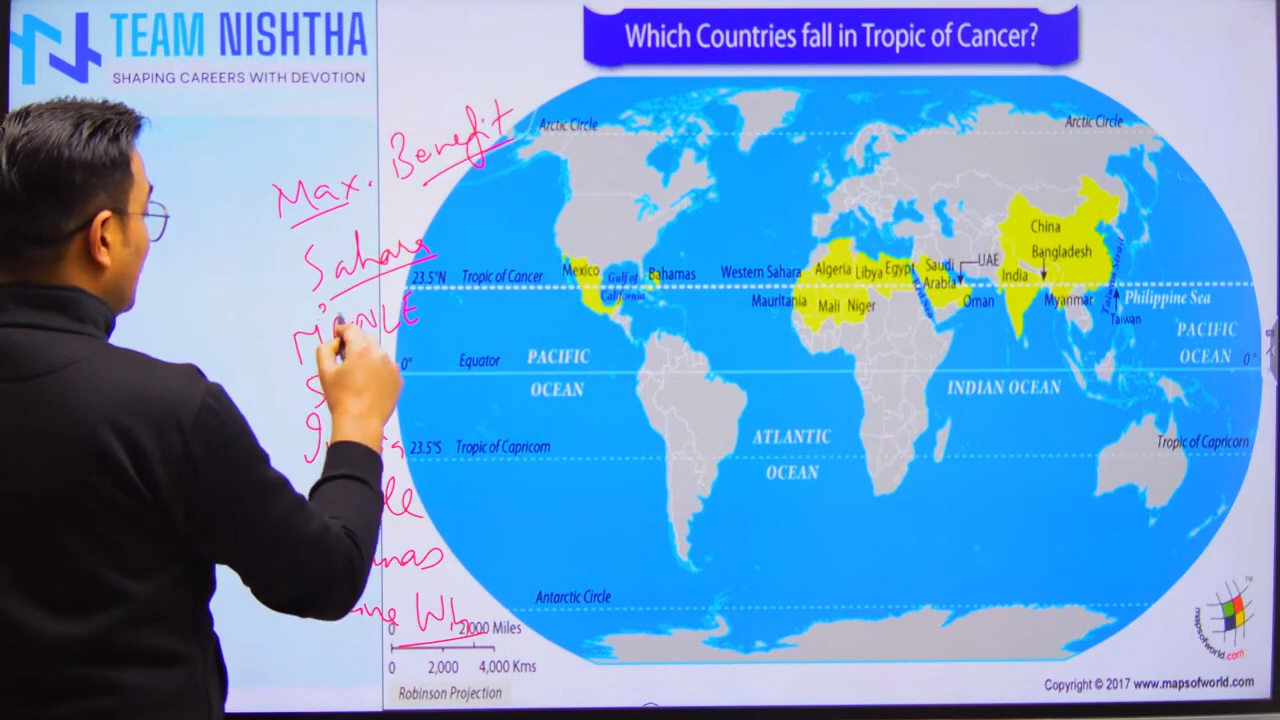 TEAM NISHTHA
SHAPING CAREERS WITH DEVOTION
Which Countries fall in Tropic of Cancer?
Max. Benefit
Sahara
Arctic Circle
Arctic Circle
China
Bangladesh
UAE
23.5°N Tropic of Cancer
Mexico
Gulf of
California
Bahamas
Western Sahara
Algeria
Libya
Egypt
Saudi
Arabia
India
Mauritania
Mali
Niger
Oman
Myanmar
Philippine Sea
Taiwan
PACIFIC
OCEAN
0°
0°
Equator
PACIFIC
OCEAN
INDIAN OCEAN
ATLANTIC
OCEAN
23.5°S Tropic of Capricorn
Tropic of Capricorn
Antarctic Circle
0 2,000 Miles
0 2,000 4,000 Kms
Robinson Projection
mapsofworld.com
TM
Copyright © 2017 www.mapsofworld.com